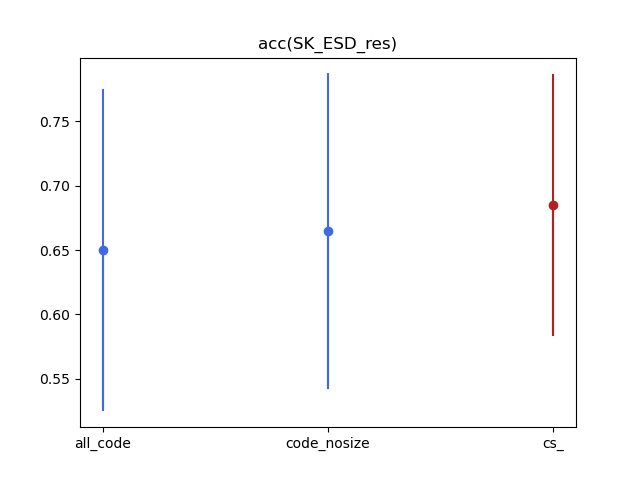 acc(SK_ESD_res)
0.75
0.70
0.65
0.60
0.55
all_code
code_nosize
cs_